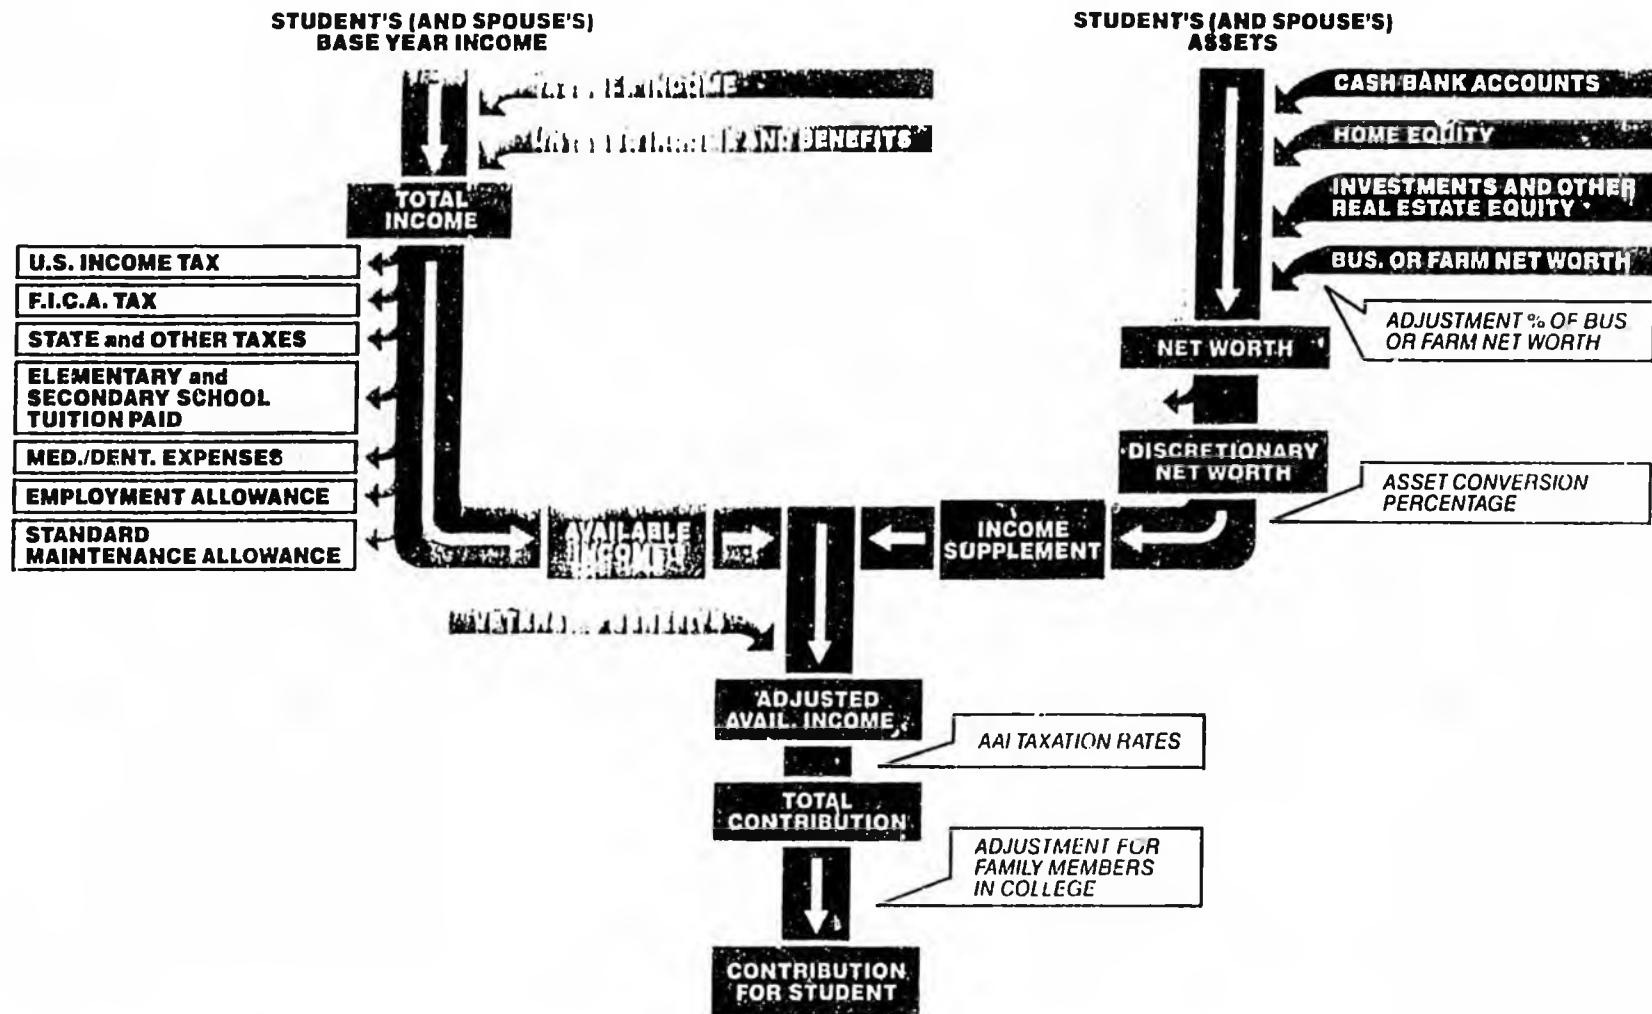 STUDENT'S (AND SPOUSE'S)
BASE YEAR INCOME
STUDENT'S (AND SPOUSE'S)
ASSETS
INCOME
AND BENEFITS
CASH BANK ACCOUNTS
HOME EQUITY
INVESTMENTS AND OTHER
REAL ESTATE EQUITY
BUS. OR FARM NET WORTH
ADJUSTMENT % OF BUS
OR FARM NET WORTH
TOTAL
INCOME
U.S. INCOME TAX
F.I.C.A. TAX
STATE and OTHER TAXES
ELEMENTARY and
SECONDARY SCHOOL
TUITION PAID
MED./DENT. EXPENSES
EMPLOYMENT ALLOWANCE
STANDARD
MAINTENANCE ALLOWANCE
NET WORTH
DISCRETIONARY
NET WORTH
ASSET CONVERSION
PERCENTAGE
AVAILABLE
INCOME
INCOME
SUPPLEMENT
ADJUSTED
AVAIL. INCOME
AAI TAXATION RATES
TOTAL
CONTRIBUTION
ADJUSTMENT FOR
FAMILY MEMBERS
IN COLLEGE
CONTRIBUTION
FOR STUDENT